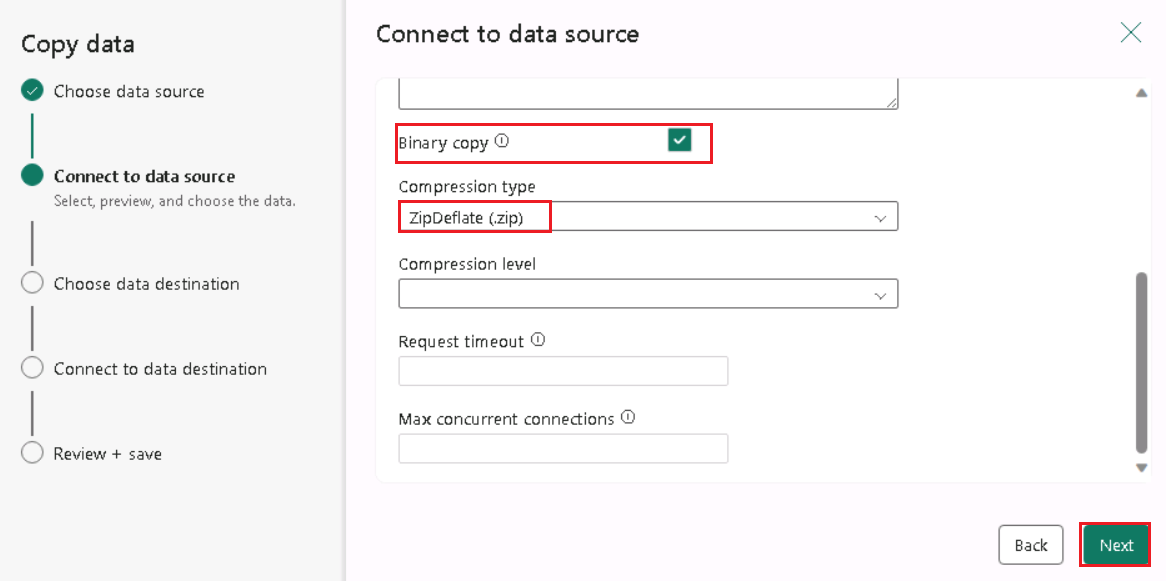 Copy data
Choose data source
Connect to data source
Select, preview, and choose the data.
Choose data destination
Connect to data destination
Review + save
Connect to data source
Binary copy
Compression type
ZipDeflate (.zip)
Compression level
Request timeout
Max concurrent connections
Back
Next